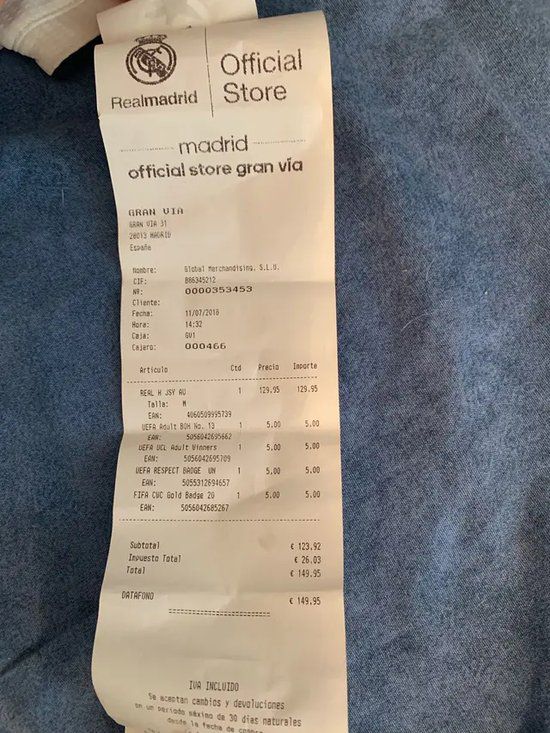 Realmadrid
Official
Store
madrid
official store gran vía
GRAN VIA
GRAN VIA 31
28013 MADRID
España
Nombre: Global Merchandising, S.L.U.
CIF: B86345212
Nº: 0000353453
Cliente:
Fecha: 11/07/2018
Hora: 14:32
Caja: GV1
Cajero: 000466
Artículo Ctd Precio Importe
REAL H JSY AU 1 129.95 129.95
Talla: M
EAN: 4060509995739
UEFA Adult BOH No. 13 1 5.00 5.00
EAN: 5056042695662
UEFA UCL Adult Winners 1 5.00 5.00
EAN: 5056042695709
UEFA RESPECT BADGE UN 1 5.00 5.00
EAN: 5055312694657
FIFA CWC Gold Badge 20 1 5.00 5.00
EAN: 5056042685267
Subtotal € 123.92
Impuesto Total € 26.03
Total € 149.95
DATAFONO € 149.95
IVA INCLUIDO
Se aceptan cambios y devoluciones
en un periodo máximo de 30 días naturales
desde la fecha de